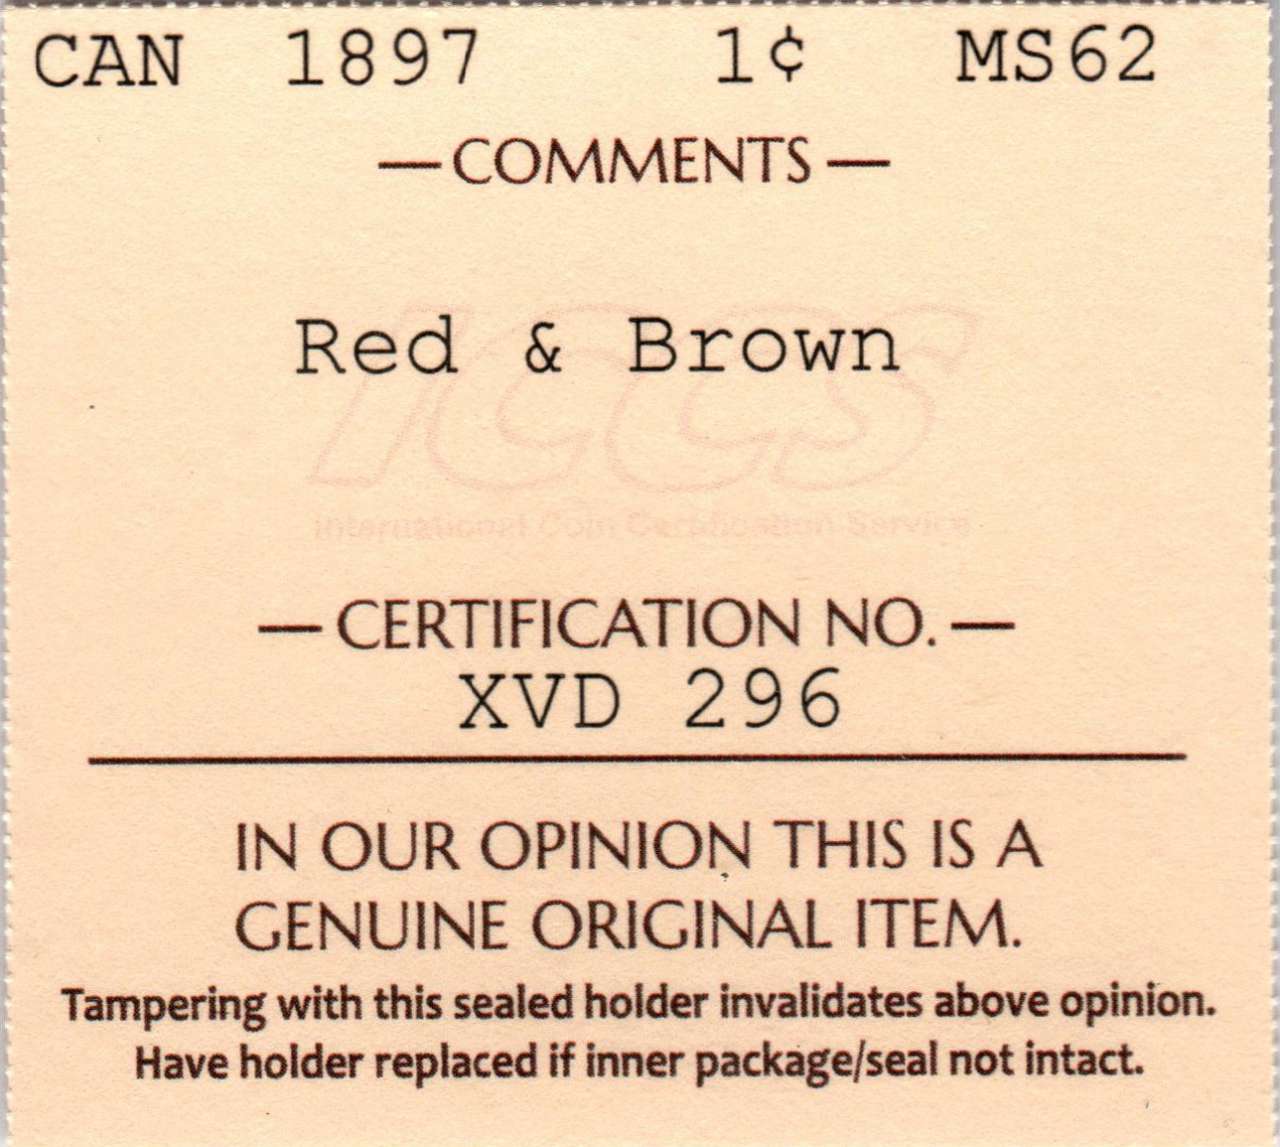 CAN 1897 1¢ MS62
—COMMENTS—
Red & Brown
ICCS
International Coin Certification Service
—CERTIFICATION NO.—
XVD 296
IN OUR OPINION THIS IS A
GENUINE ORIGINAL ITEM.
Tampering with this sealed holder invalidates above opinion.
Have holder replaced if inner package/seal not intact.